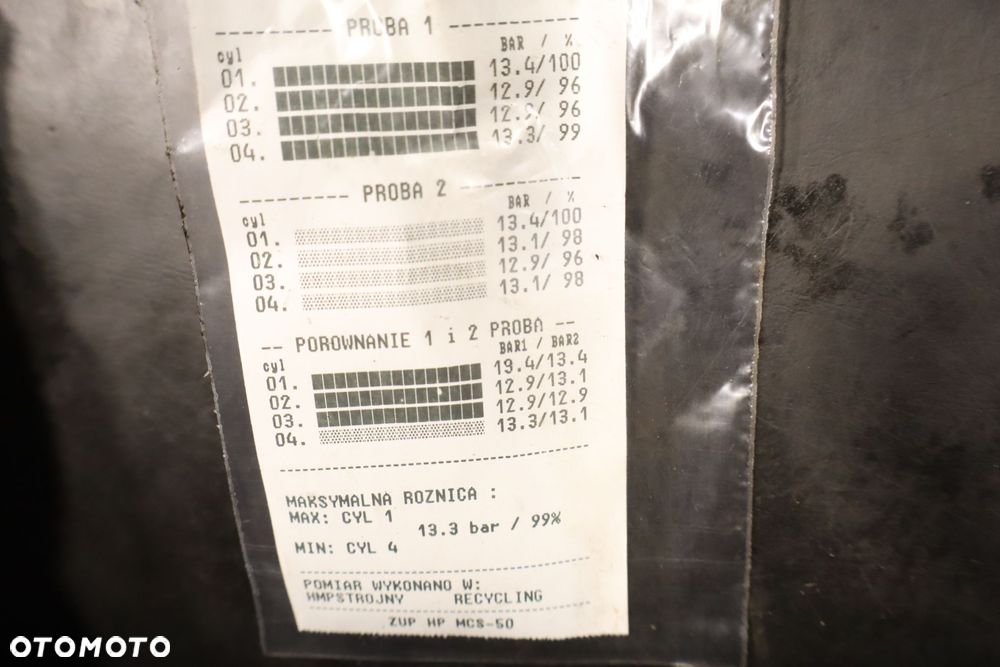 ---------- PROBA 1 ----------
cyl BAR / %
01. 13.4/100
02. 12.9/ 96
03. 12.9/ 96
04. 13.3/ 99
---------- PROBA 2 ----------
cyl BAR / %
01. 13.4/100
02. 13.1/ 98
03. 12.9/ 96
04. 13.1/ 98
-- POROWNANIE 1 i 2 PROBA --
cyl BAR1 / BAR2
01. 13.4/13.4
02. 12.9/13.1
03. 12.9/12.9
04. 13.3/13.1
MAKSYMALNA ROZNICA :
MAX: CYL 1
13.3 bar / 99%
MIN: CYL 4
POMIAR WYKONANO W:
HMPSTROJNY RECYCLING
ZUP HP MCS-50
OTOMOTO